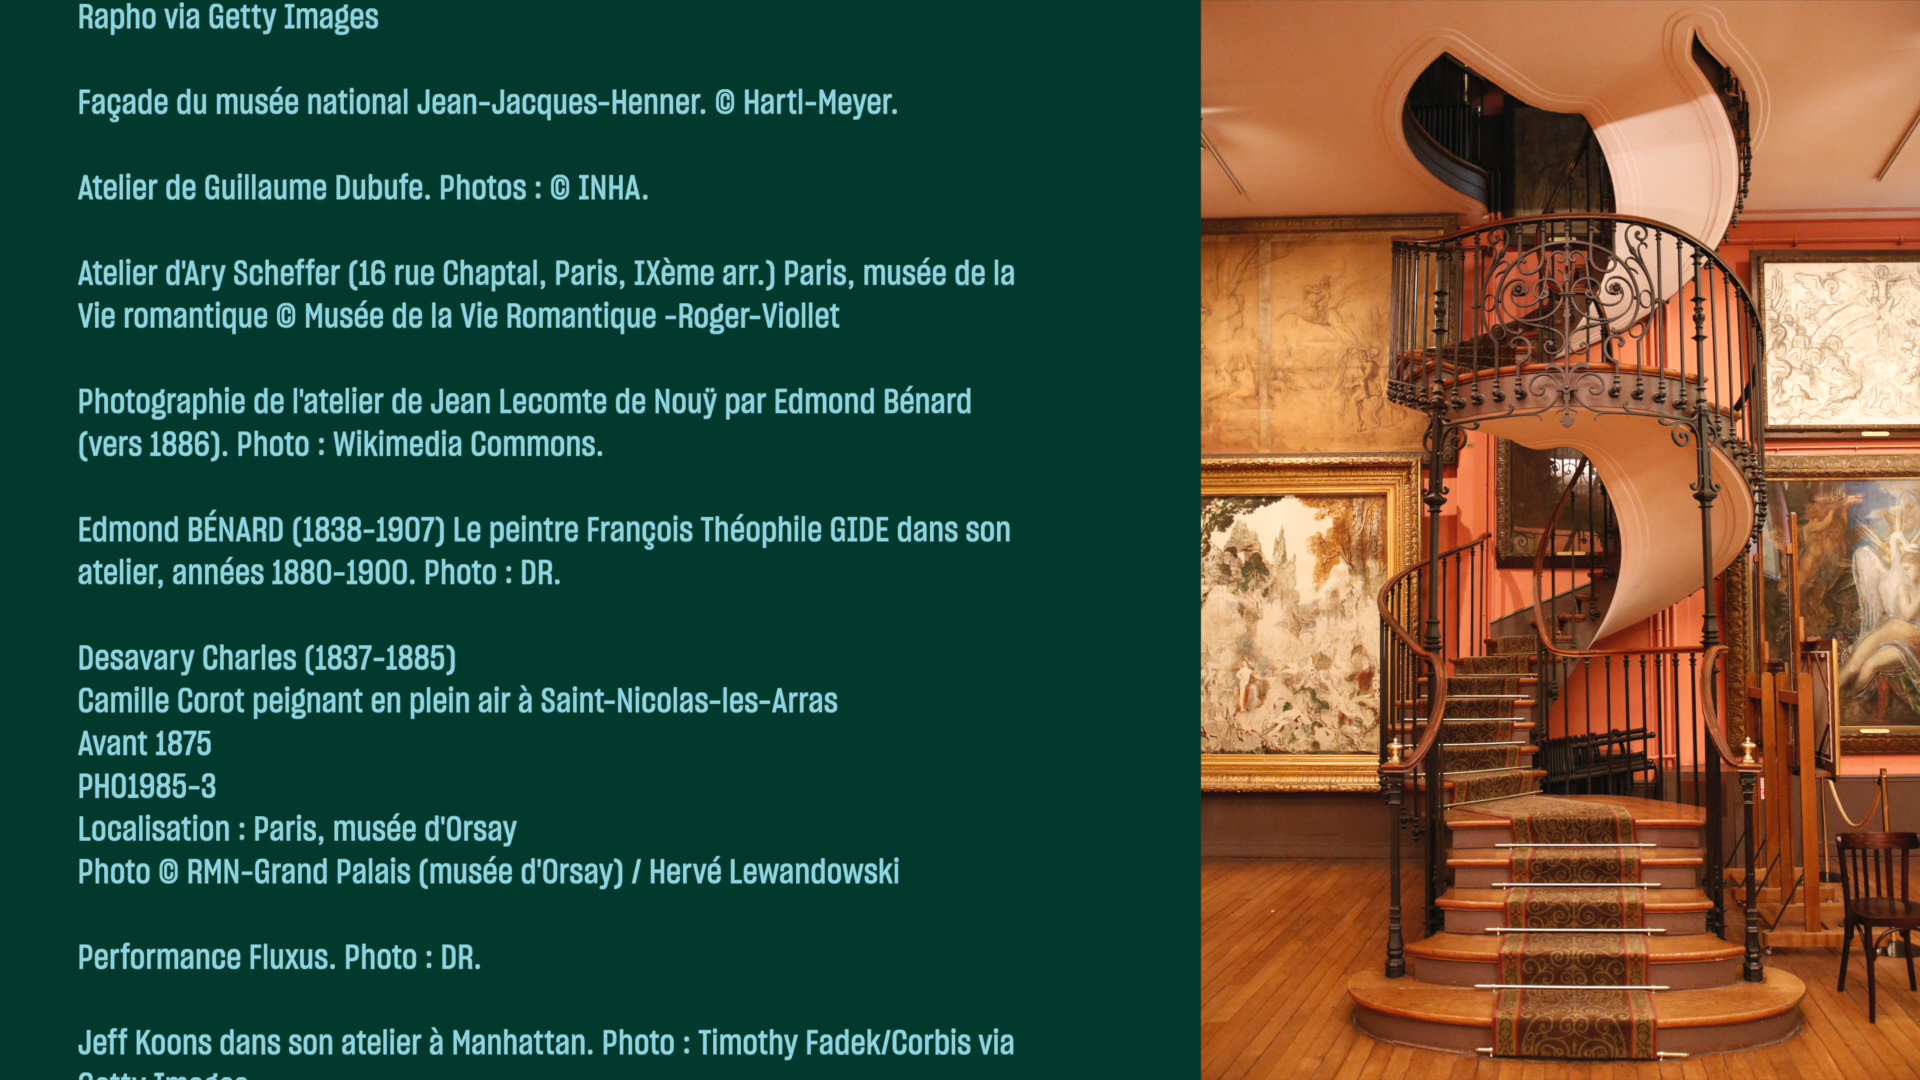 Rapho via Getty Images
Façade du musée national Jean-Jacques-Henner. © Hartl-Meyer.
Atelier de Guillaume Dubufe. Photos : © INHA.
Atelier d'Ary Scheffer (16 rue Chaptal, Paris, IXème arr.) Paris, musée de la
Vie romantique © Musée de la Vie Romantique -Roger-Viollet
Photographie de l'atelier de Jean Lecomte de Nouÿ par Edmond Bénard
(vers 1886). Photo : Wikimedia Commons.
Edmond BÉNARD (1838-1907) Le peintre François Théophile GIDE dans son
atelier, années 1880-1900. Photo : DR.
Desavary Charles (1837-1885)
Camille Corot peignant en plein air à Saint-Nicolas-les-Arras
Avant 1875
PHO1985-3
Localisation : Paris, musée d'Orsay
Photo © RMN-Grand Palais (musée d'Orsay) / Hervé Lewandowski
Performance Fluxus. Photo : DR.
Jeff Koons dans son atelier à Manhattan. Photo : Timothy Fadek/Corbis via
Getty Images